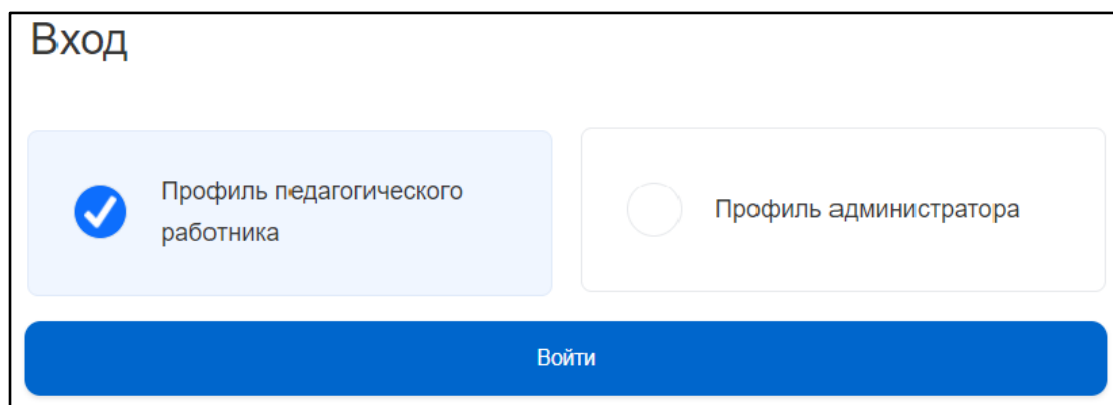 Вход
Профиль педагогического
работника
Профиль администратора
Войти